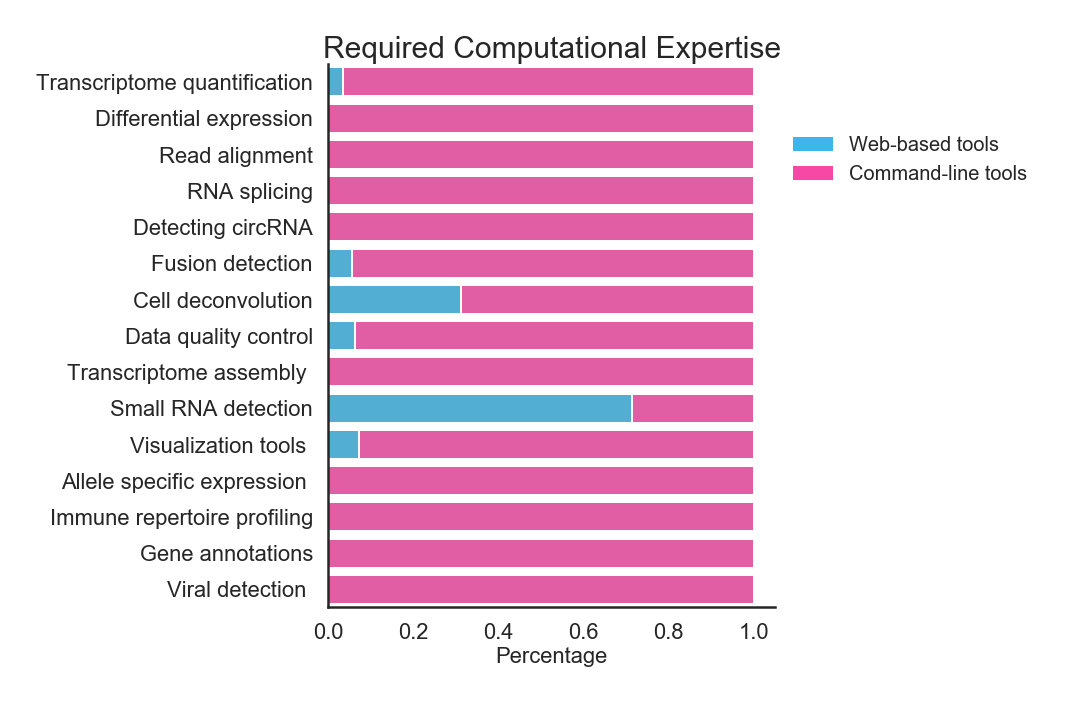 Required Computational Expertise
Transcriptome quantification
Differential expression
Read alignment
RNA splicing
Detecting circRNA
Fusion detection
Cell deconvolution
Data quality control
Transcriptome assembly
Small RNA detection
Visualization tools
Allele specific expression
Immune repertoire profiling
Gene annotations
Viral detection
0.0 0.2 0.4 0.6 0.8 1.0
Percentage
Web-based tools
Command-line tools